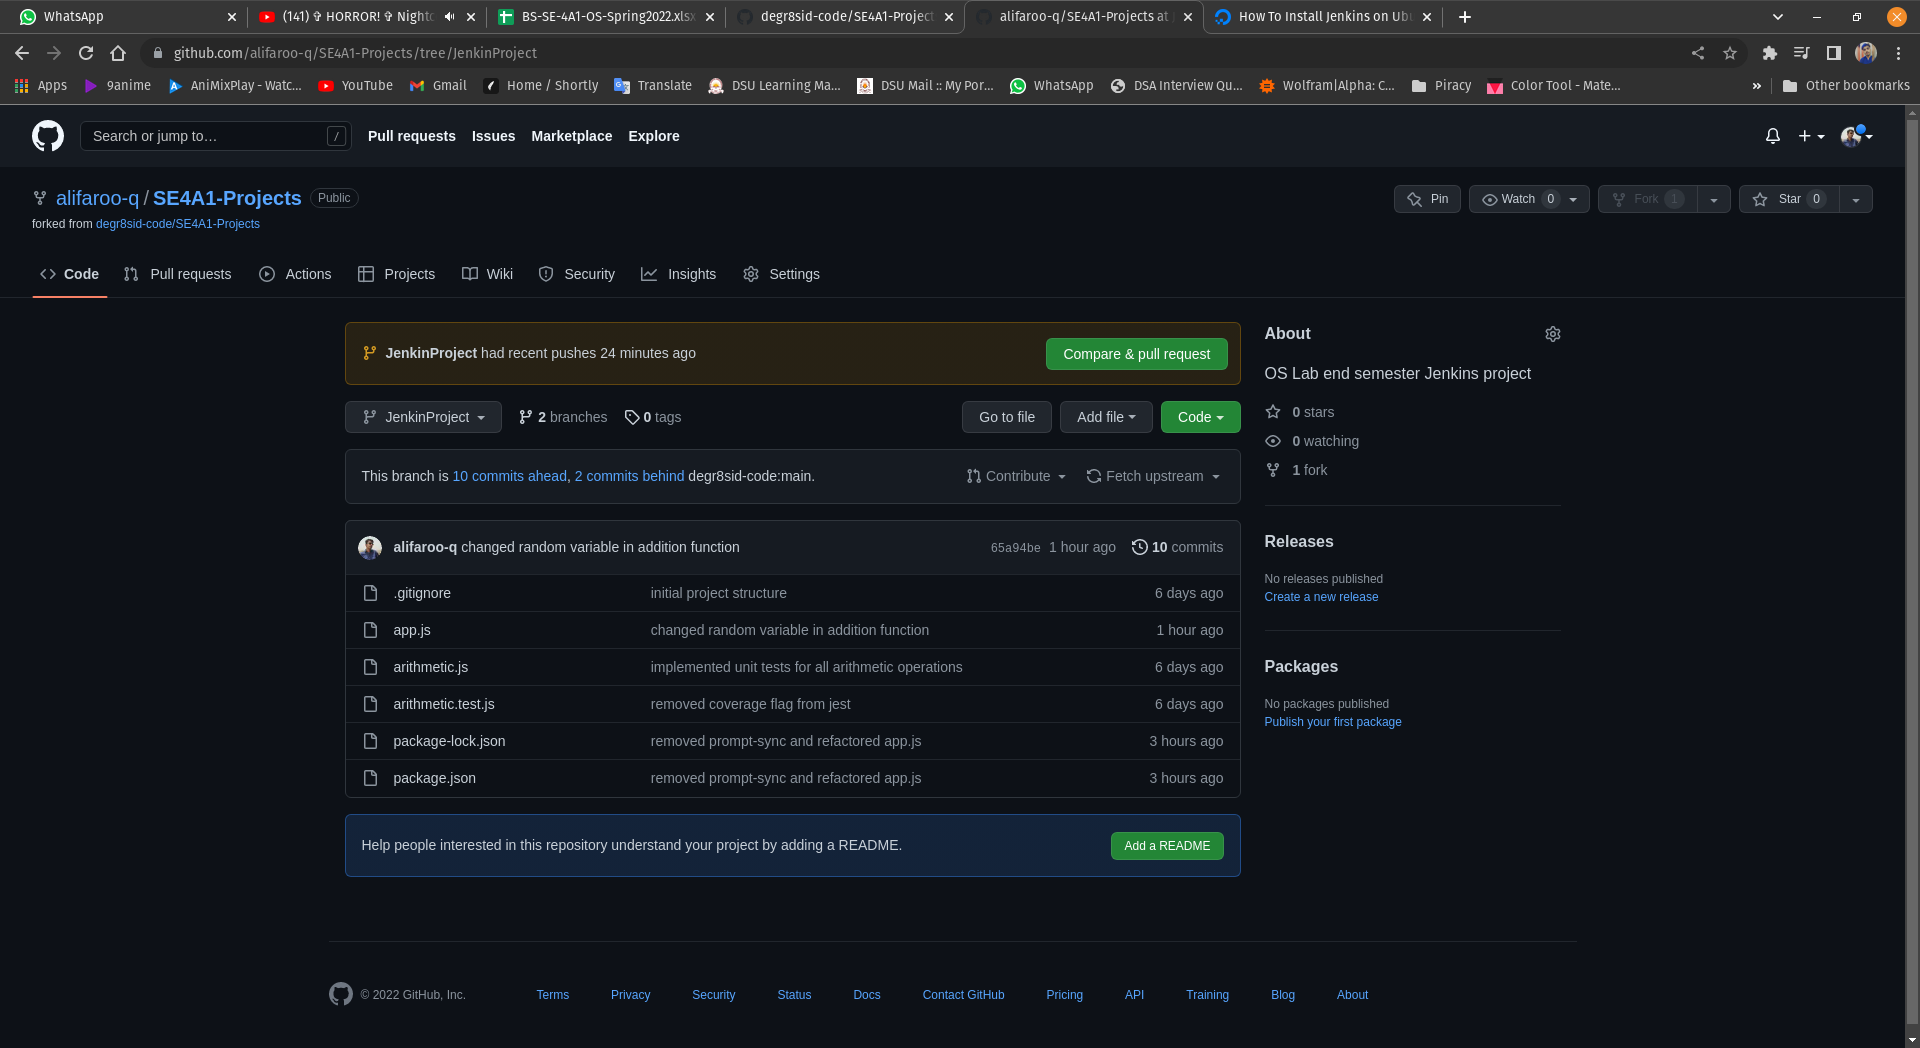 WhatsApp
(141) ✞ HORROR! ✞ Nightc
BS-SE-4A1-OS-Spring2022.xlsx
degr8sid-code/SE4A1-Project
alifaroo-q/SE4A1-Projects at
How To Install Jenkins on Ubu
github.com/alifaroo-q/SE4A1-Projects/tree/JenkinProject
Apps
9anime
AniMixPlay - Watc...
YouTube
Gmail
Home / Shortly
Translate
DSU Learning Ma...
DSU Mail :: My Por...
WhatsApp
DSA Interview Qu...
Wolfram|Alpha: C...
Piracy
Color Tool - Mate...
»
Other bookmarks
Search or jump to…
/
Pull requests
Issues
Marketplace
Explore
alifaroo-q / SE4A1-Projects
Public
forked from degr8sid-code/SE4A1-Projects
Pin
Watch 0
Fork 1
Star 0
Code
Pull requests
Actions
Projects
Wiki
Security
Insights
Settings
JenkinProject had recent pushes 24 minutes ago
Compare & pull request
JenkinProject
2 branches
0 tags
Go to file
Add file
Code
This branch is 10 commits ahead, 2 commits behind degr8sid-code:main.
Contribute
Fetch upstream
alifaroo-q changed random variable in addition function
65a94be 1 hour ago
10 commits
.gitignore initial project structure 6 days ago
app.js changed random variable in addition function 1 hour ago
arithmetic.js implemented unit tests for all arithmetic operations 6 days ago
arithmetic.test.js removed coverage flag from jest 6 days ago
package-lock.json removed prompt-sync and refactored app.js 3 hours ago
package.json removed prompt-sync and refactored app.js 3 hours ago
Help people interested in this repository understand your project by adding a README.
Add a README
About
OS Lab end semester Jenkins project
0 stars
0 watching
1 fork
Releases
No releases published
Create a new release
Packages
No packages published
Publish your first package
© 2022 GitHub, Inc.
Terms
Privacy
Security
Status
Docs
Contact GitHub
Pricing
API
Training
Blog
About